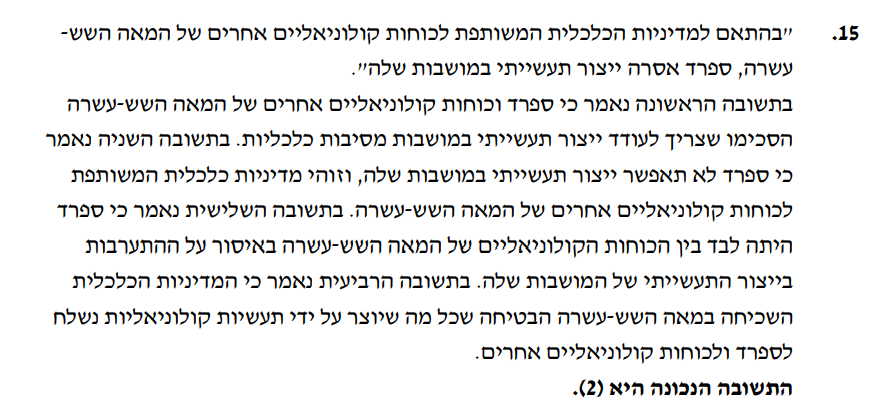 15. ״בהתאם למדיניות הכלכלית המשותפת לכוחות קולוניאליים אחרים של המאה השש-
עשרה, ספרד אסרה ייצור תעשייתי במושבות שלה״.
בתשובה הראשונה נאמר כי ספרד וכוחות קולוניאליים אחרים של המאה השש-עשרה
הסכימו שצריך לעודד ייצור תעשייתי במושבות מסיבות כלכליות. בתשובה השניה נאמר
כי ספרד לא תאפשר ייצור תעשייתי במושבות שלה, וזוהי מדיניות כלכלית המשותפת
לכוחות קולוניאליים אחרים של המאה השש-עשרה. בתשובה השלישית נאמר כי ספרד
היתה לבד בין הכוחות הקולוניאליים של המאה השש-עשרה באיסור על ההתערבות
בייצור התעשייתי של המושבות שלה. בתשובה הרביעית נאמר כי המדיניות הכלכלית
השכיחה במאה השש-עשרה הבטיחה שכל מה שיוצר על ידי תעשיות קולוניאליות נשלח
לספרד ולכוחות קולוניאליים אחרים.
התשובה הנכונה היא (2).